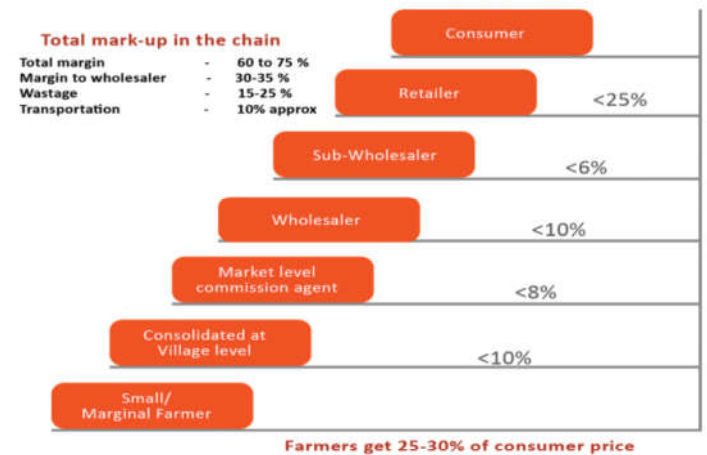 Consumer
Total mark-up in the chain
Total margin - 60 to 75 %
Margin to wholesaler - 30-35 %
Wastage - 15-25 %
Transportation - 10% approx
Retailer
<25%
Sub-Wholesaler
<6%
Wholesaler
<10%
Market level
commission agent
<8%
Consolidated at
Village level
<10%
Small/
Marginal Farmer
Farmers get 25-30% of consumer price